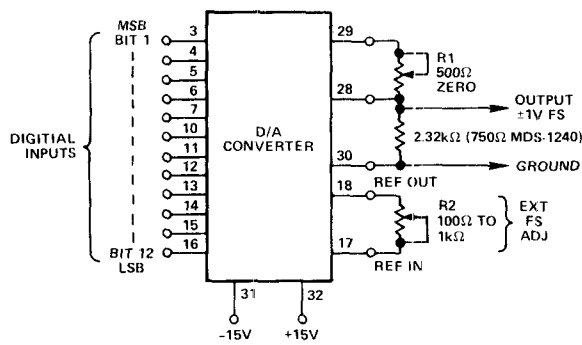 MSB
BIT 1
DIGITIAL
INPUTS
BIT 12
LSB
3
4
5
6
7
10
11
12
13
14
15
16
D/A
CONVERTER
31
-15V
32
+15V
29
28
30
18
17
R1
500Ω
ZERO
OUTPUT
±1V FS
2.32kΩ (750Ω MDS-1240)
GROUND
REF OUT
R2
100Ω TO
1kΩ
EXT
FS
ADJ
REF IN